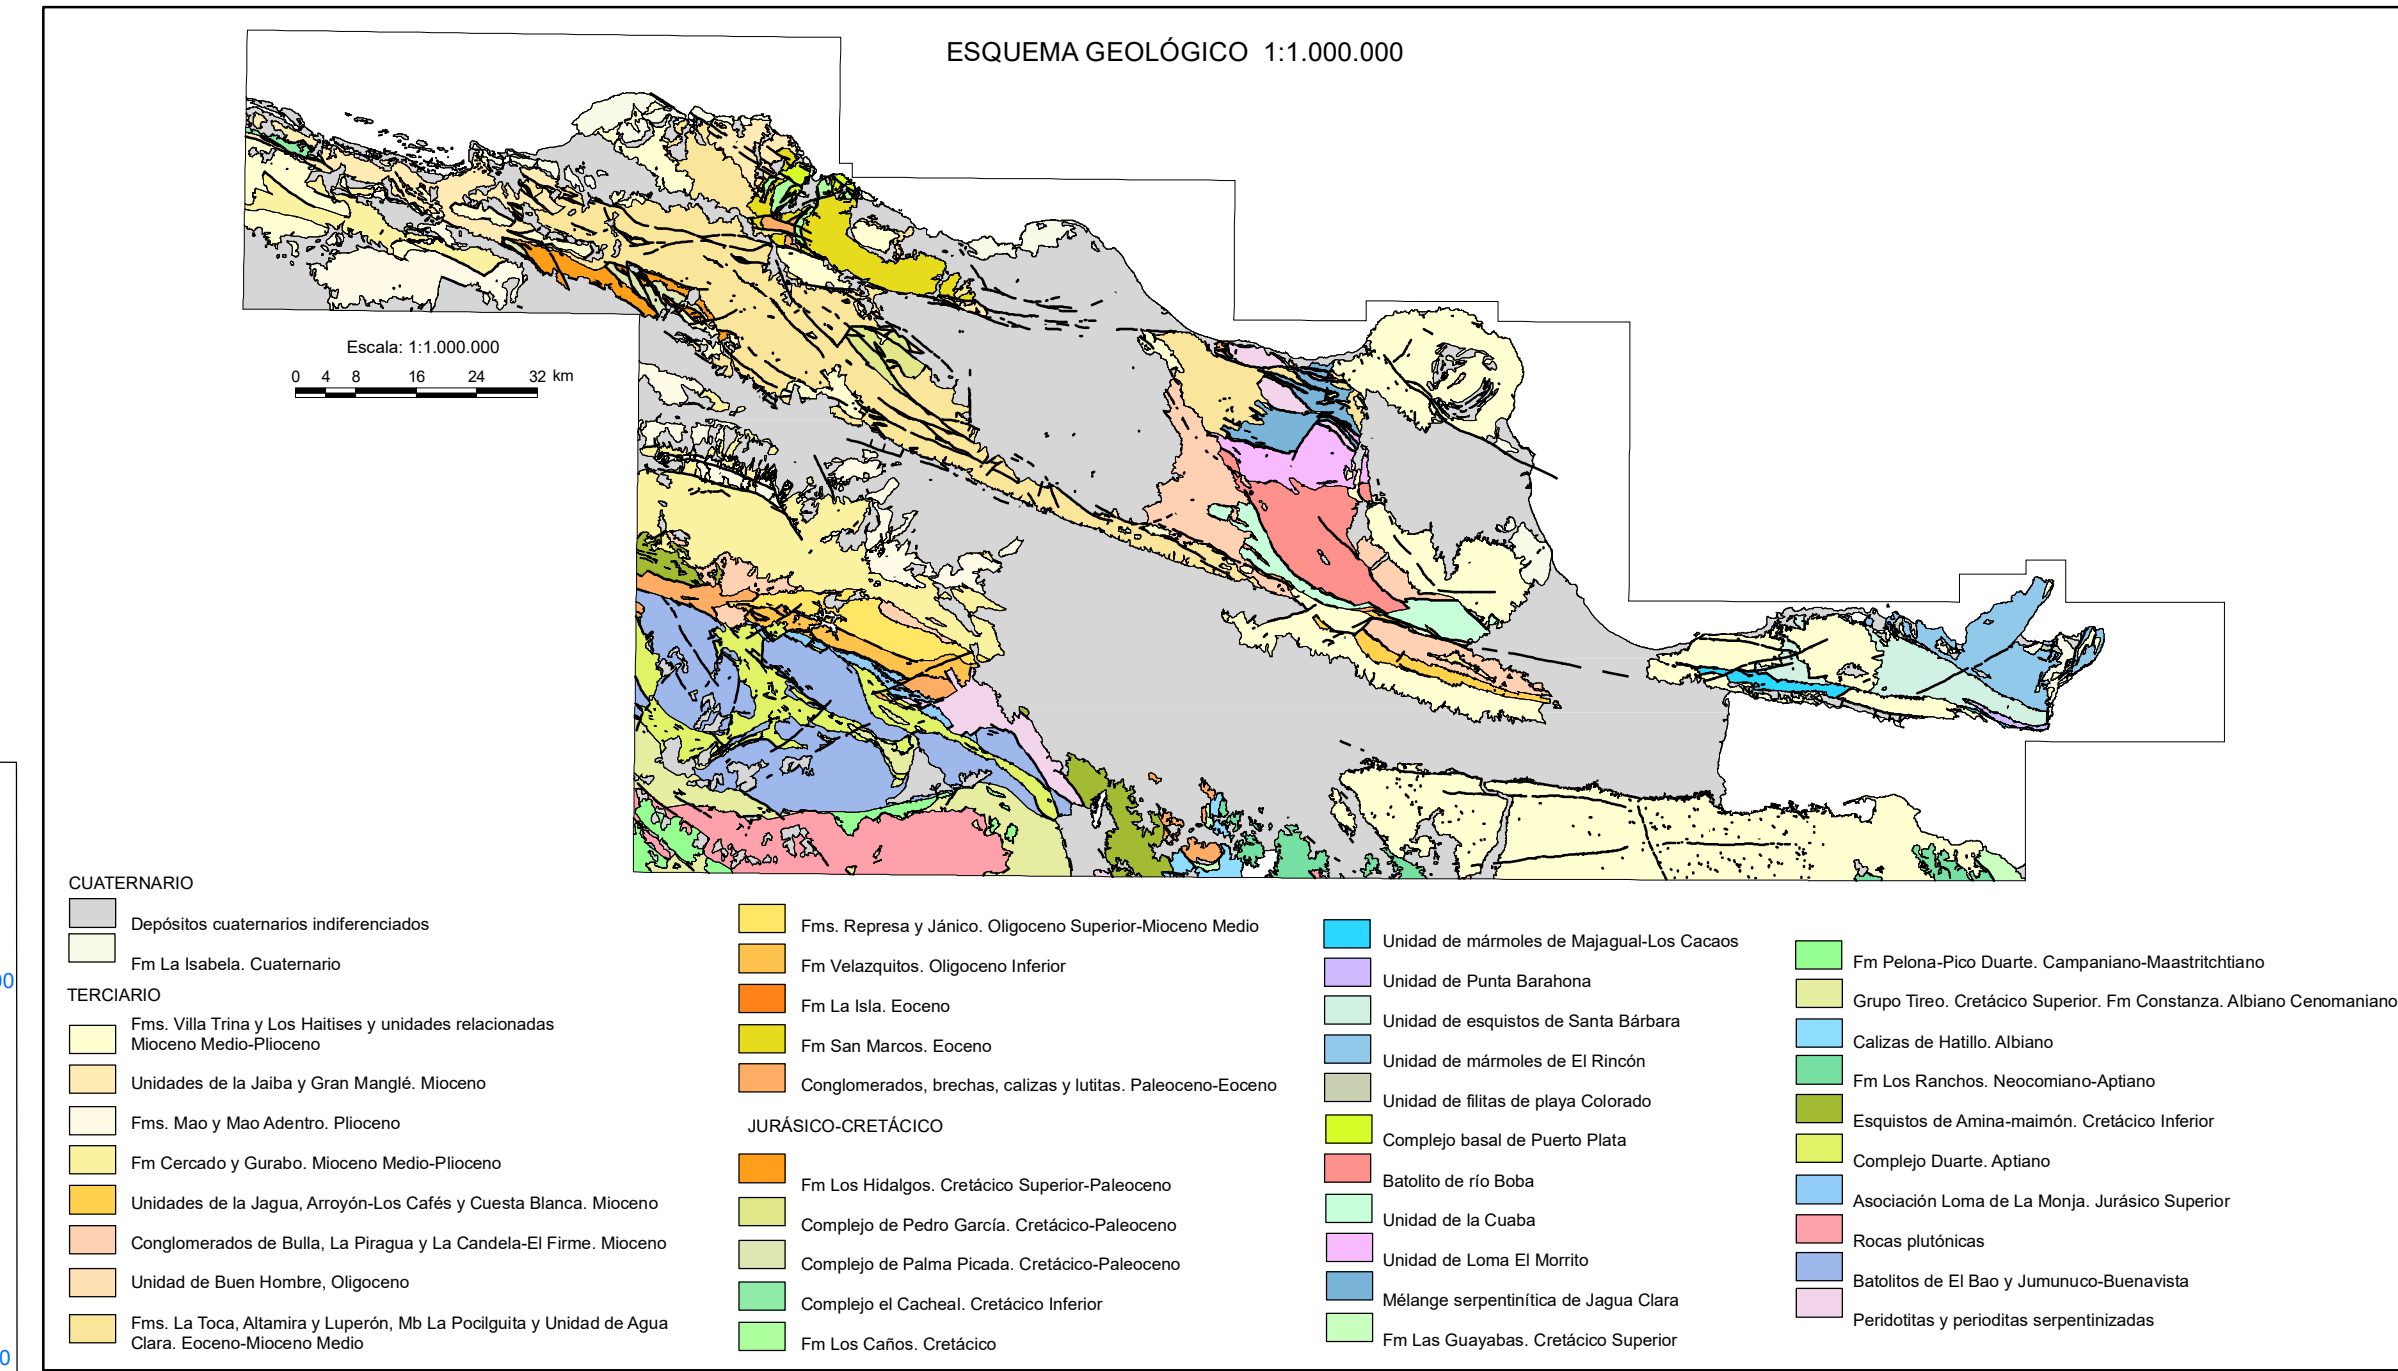 ESQUEMA GEOLÓGICO 1:1.000.000
Escala: 1:1.000.000
0 4 8 16 24 32 km
CUATERNARIO
Depósitos cuaternarios indiferenciados
Fm La Isabela. Cuaternario
TERCIARIO
Fms. Villa Trina y Los Haitises y unidades relacionadas
Mioceno Medio-Plioceno
Unidades de la Jaiba y Gran Manglé. Mioceno
Fms. Mao y Mao Adentro. Plioceno
Fm Cercado y Gurabo. Mioceno Medio-Plioceno
Unidades de la Jagua, Arroyón-Los Cafés y Cuesta Blanca. Mioceno
Conglomerados de Bulla, La Piragua y La Candela-El Firme. Mioceno
Unidad de Buen Hombre, Oligoceno
Fms. La Toca, Altamira y Luperón, Mb La Pocilguita y Unidad de Agua
Clara. Eoceno-Mioceno Medio
Fms. Represa y Jánico. Oligoceno Superior-Mioceno Medio
Fm Velazquitos. Oligoceno Inferior
Fm La Isla. Eoceno
Fm San Marcos. Eoceno
Conglomerados, brechas, calizas y lutitas. Paleoceno-Eoceno
JURÁSICO-CRETÁCICO
Fm Los Hidalgos. Cretácico Superior-Paleoceno
Complejo de Pedro García. Cretácico-Paleoceno
Complejo de Palma Picada. Cretácico-Paleoceno
Complejo el Cacheal. Cretácico Inferior
Fm Los Caños. Cretácico
Unidad de mármoles de Majagual-Los Cacaos
Unidad de Punta Barahona
Unidad de esquistos de Santa Bárbara
Unidad de mármoles de El Rincón
Unidad de filitas de playa Colorado
Complejo basal de Puerto Plata
Batolito de río Boba
Unidad de la Cuaba
Unidad de Loma El Morrito
Mélange serpentinítica de Jagua Clara
Fm Las Guayabas. Cretácico Superior
Fm Pelona-Pico Duarte. Campaniano-Maastritchtiano
Grupo Tireo. Cretácico Superior. Fm Constanza. Albiano Cenomaniano
Calizas de Hatillo. Albiano
Fm Los Ranchos. Neocomiano-Aptiano
Esquistos de Amina-maimón. Cretácico Inferior
Complejo Duarte. Aptiano
Asociación Loma de La Monja. Jurásico Superior
Rocas plutónicas
Batolitos de El Bao y Jumunuco-Buenavista
Peridotitas y perioditas serpentinizadas